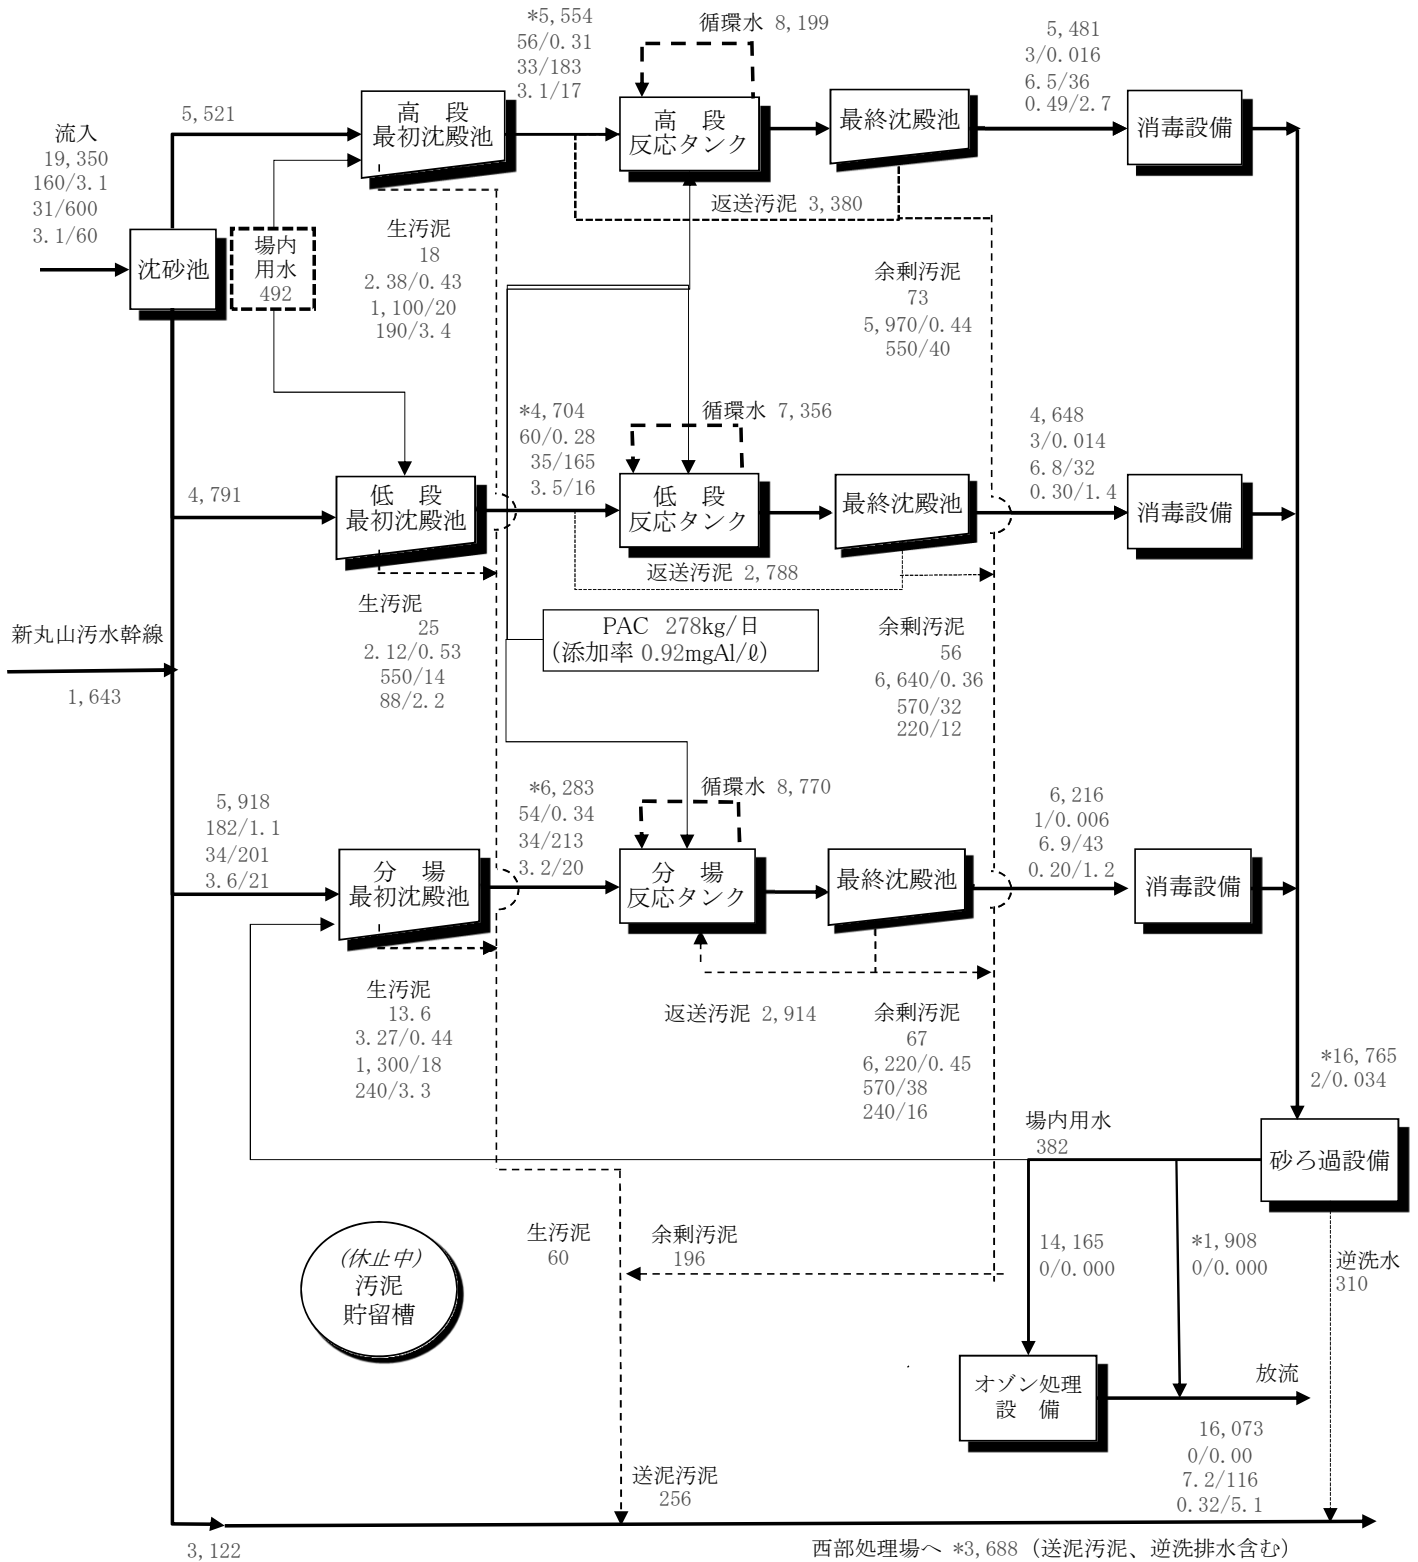 *5,554
56/0.31
33/183
3.1/17
循環水 8,199
5,481
3/0.016
6.5/36
0.49/2.7
5,521
流入
19,350
160/3.1
31/600
3.1/60
高 段
最初沈殿池
高 段
反応タンク
最終沈殿池
消毒設備
返送汚泥 3,380
沈砂池
場内
用水
492
生汚泥
18
2.38/0.43
1,100/20
190/3.4
余剰汚泥
73
5,970/0.44
550/40
*4,704
60/0.28
35/165
3.5/16
循環水 7,356
4,648
3/0.014
6.8/32
0.30/1.4
4,791
低 段
最初沈殿池
低 段
反応タンク
最終沈殿池
消毒設備
返送汚泥 2,788
生汚泥
25
2.12/0.53
550/14
88/2.2
PAC 278kg/日
(添加率 0.92mgAl/ℓ)
余剰汚泥
56
6,640/0.36
570/32
220/12
新丸山汚水幹線
1,643
5,918
182/1.1
34/201
3.6/21
*6,283
54/0.34
34/213
3.2/20
循環水 8,770
6,216
1/0.006
6.9/43
0.20/1.2
分 場
最初沈殿池
分 場
反応タンク
最終沈殿池
消毒設備
生汚泥
13.6
3.27/0.44
1,300/18
240/3.3
返送汚泥 2,914
余剰汚泥
67
6,220/0.45
570/38
240/16
*16,765
2/0.034
場内用水
382
砂ろ過設備
生汚泥
60
余剰汚泥
196
14,165
0/0.000
*1,908
0/0.000
逆洗水
310
(休止中)
汚泥
貯留槽
オゾン処理
設 備
放流
16,073
0/0.00
7.2/116
0.32/5.1
送泥汚泥
256
3,122
西部処理場へ *3,688（送泥汚泥、逆洗排水含む）